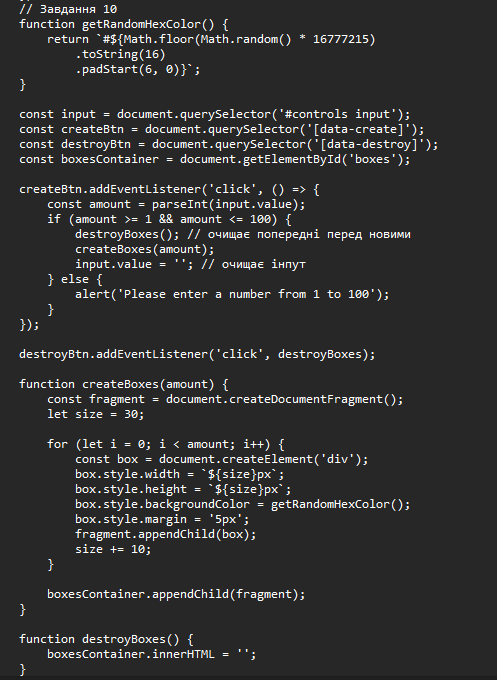 // Завдання 10
function getRandomHexColor() {
    return `#${Math.floor(Math.random() * 16777215)
        .toString(16)
        .padStart(6, 0)}`;
}

const input = document.querySelector('#controls input');
const createBtn = document.querySelector('[data-create]');
const destroyBtn = document.querySelector('[data-destroy]');
const boxesContainer = document.getElementById('boxes');

createBtn.addEventListener('click', () => {
    const amount = parseInt(input.value);
    if (amount >= 1 && amount <= 100) {
        destroyBoxes(); // очищає попередні перед новими
        createBoxes(amount);
        input.value = ''; // очищає інпут
    } else {
        alert('Please enter a number from 1 to 100');
    }
});

destroyBtn.addEventListener('click', destroyBoxes);

function createBoxes(amount) {
    const fragment = document.createDocumentFragment();
    let size = 30;

    for (let i = 0; i < amount; i++) {
        const box = document.createElement('div');
        box.style.width = `${size}px`;
        box.style.height = `${size}px`;
        box.style.backgroundColor = getRandomHexColor();
        box.style.margin = '5px';
        fragment.appendChild(box);
        size += 10;
    }

    boxesContainer.appendChild(fragment);
}

function destroyBoxes() {
    boxesContainer.innerHTML = '';
}